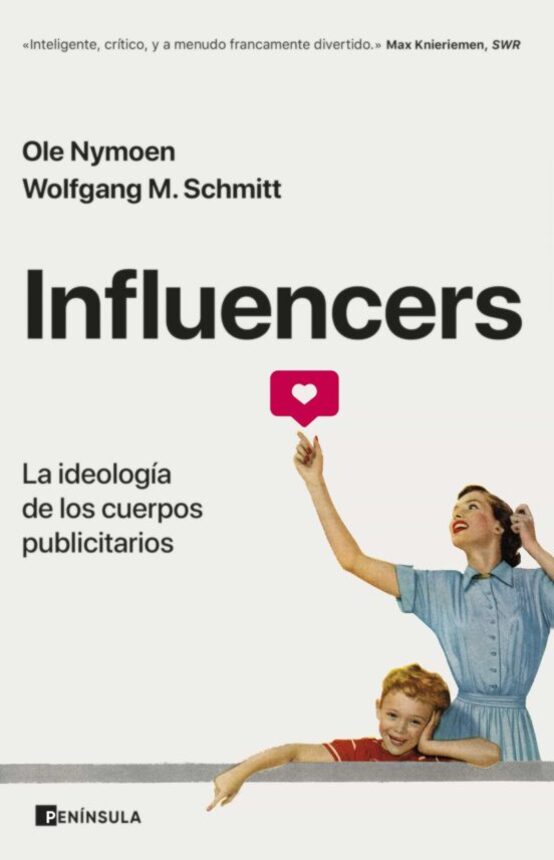 «Inteligente, crítico, y a menudo francamente divertido.» Max Knieriemen, SWR
Ole Nymoen
Wolfgang M. Schmitt
Influencers
La ideología
de los cuerpos
publicitarios
PENÍNSULA